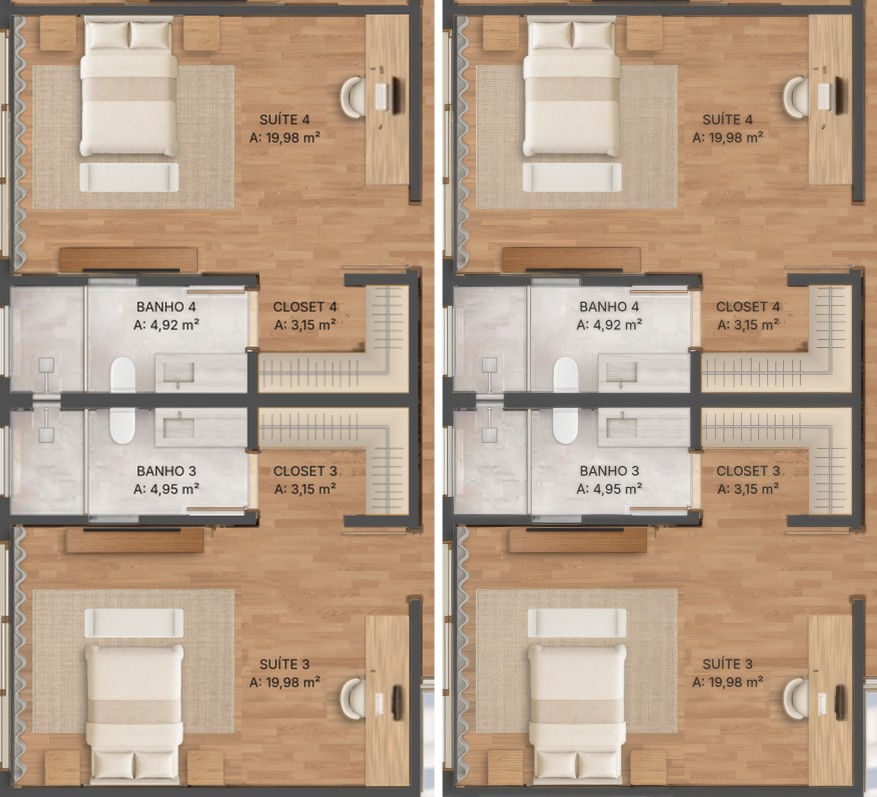 SUÍTE 4
A: 19,98 m²
SUÍTE 4
A: 19,98 m²
BANHO 4
A: 4,92 m²
CLOSET 4
A: 3,15 m²
BANHO 4
A: 4,92 m²
CLOSET 4
A: 3,15 m²
BANHO 3
A: 4,95 m²
CLOSET 3
A: 3,15 m²
BANHO 3
A: 4,95 m²
CLOSET 3
A: 3,15 m²
SUÍTE 3
A: 19,98 m²
SUÍTE 3
A: 19,98 m²